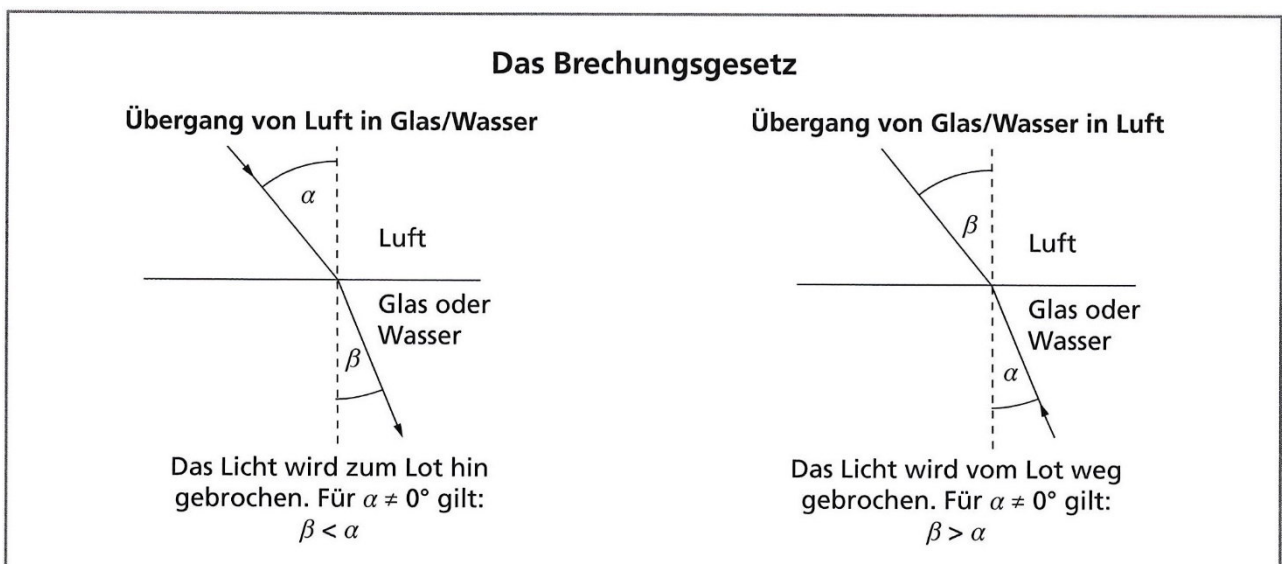 Das Brechungsgesetz
Übergang von Luft in Glas/Wasser
α
Luft
Glas oder
Wasser
β
Das Licht wird zum Lot hin
gebrochen. Für α ≠ 0° gilt:
β < α
Übergang von Glas/Wasser in Luft
β
Luft
Glas oder
Wasser
α
Das Licht wird vom Lot weg
gebrochen. Für α ≠ 0° gilt:
β > α